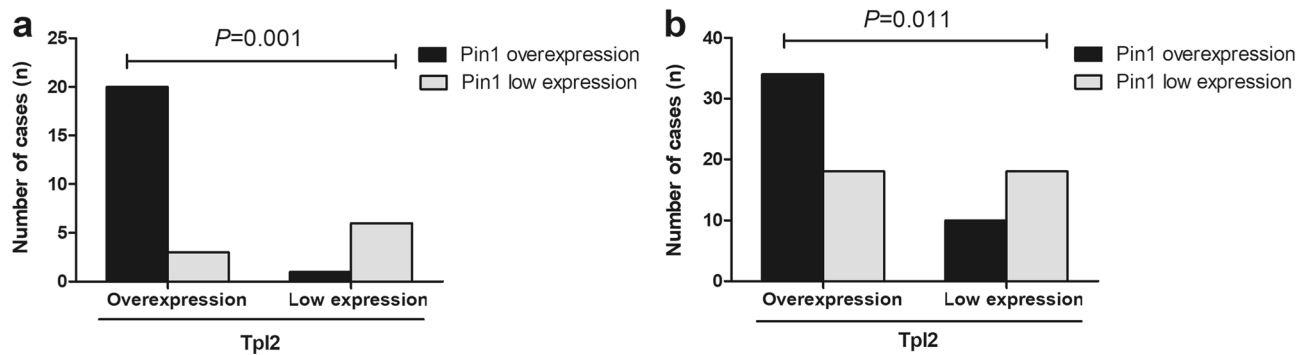 a
P=0.001
Number of cases (n)
25
20
15
10
5
0
Pin1 overexpression
Pin1 low expression
Overexpression
Low expression
Tpl2
b
P=0.011
Number of cases (n)
40
30
20
10
0
Pin1 overexpression
Pin1 low expression
Overexpression
Low expression
Tpl2